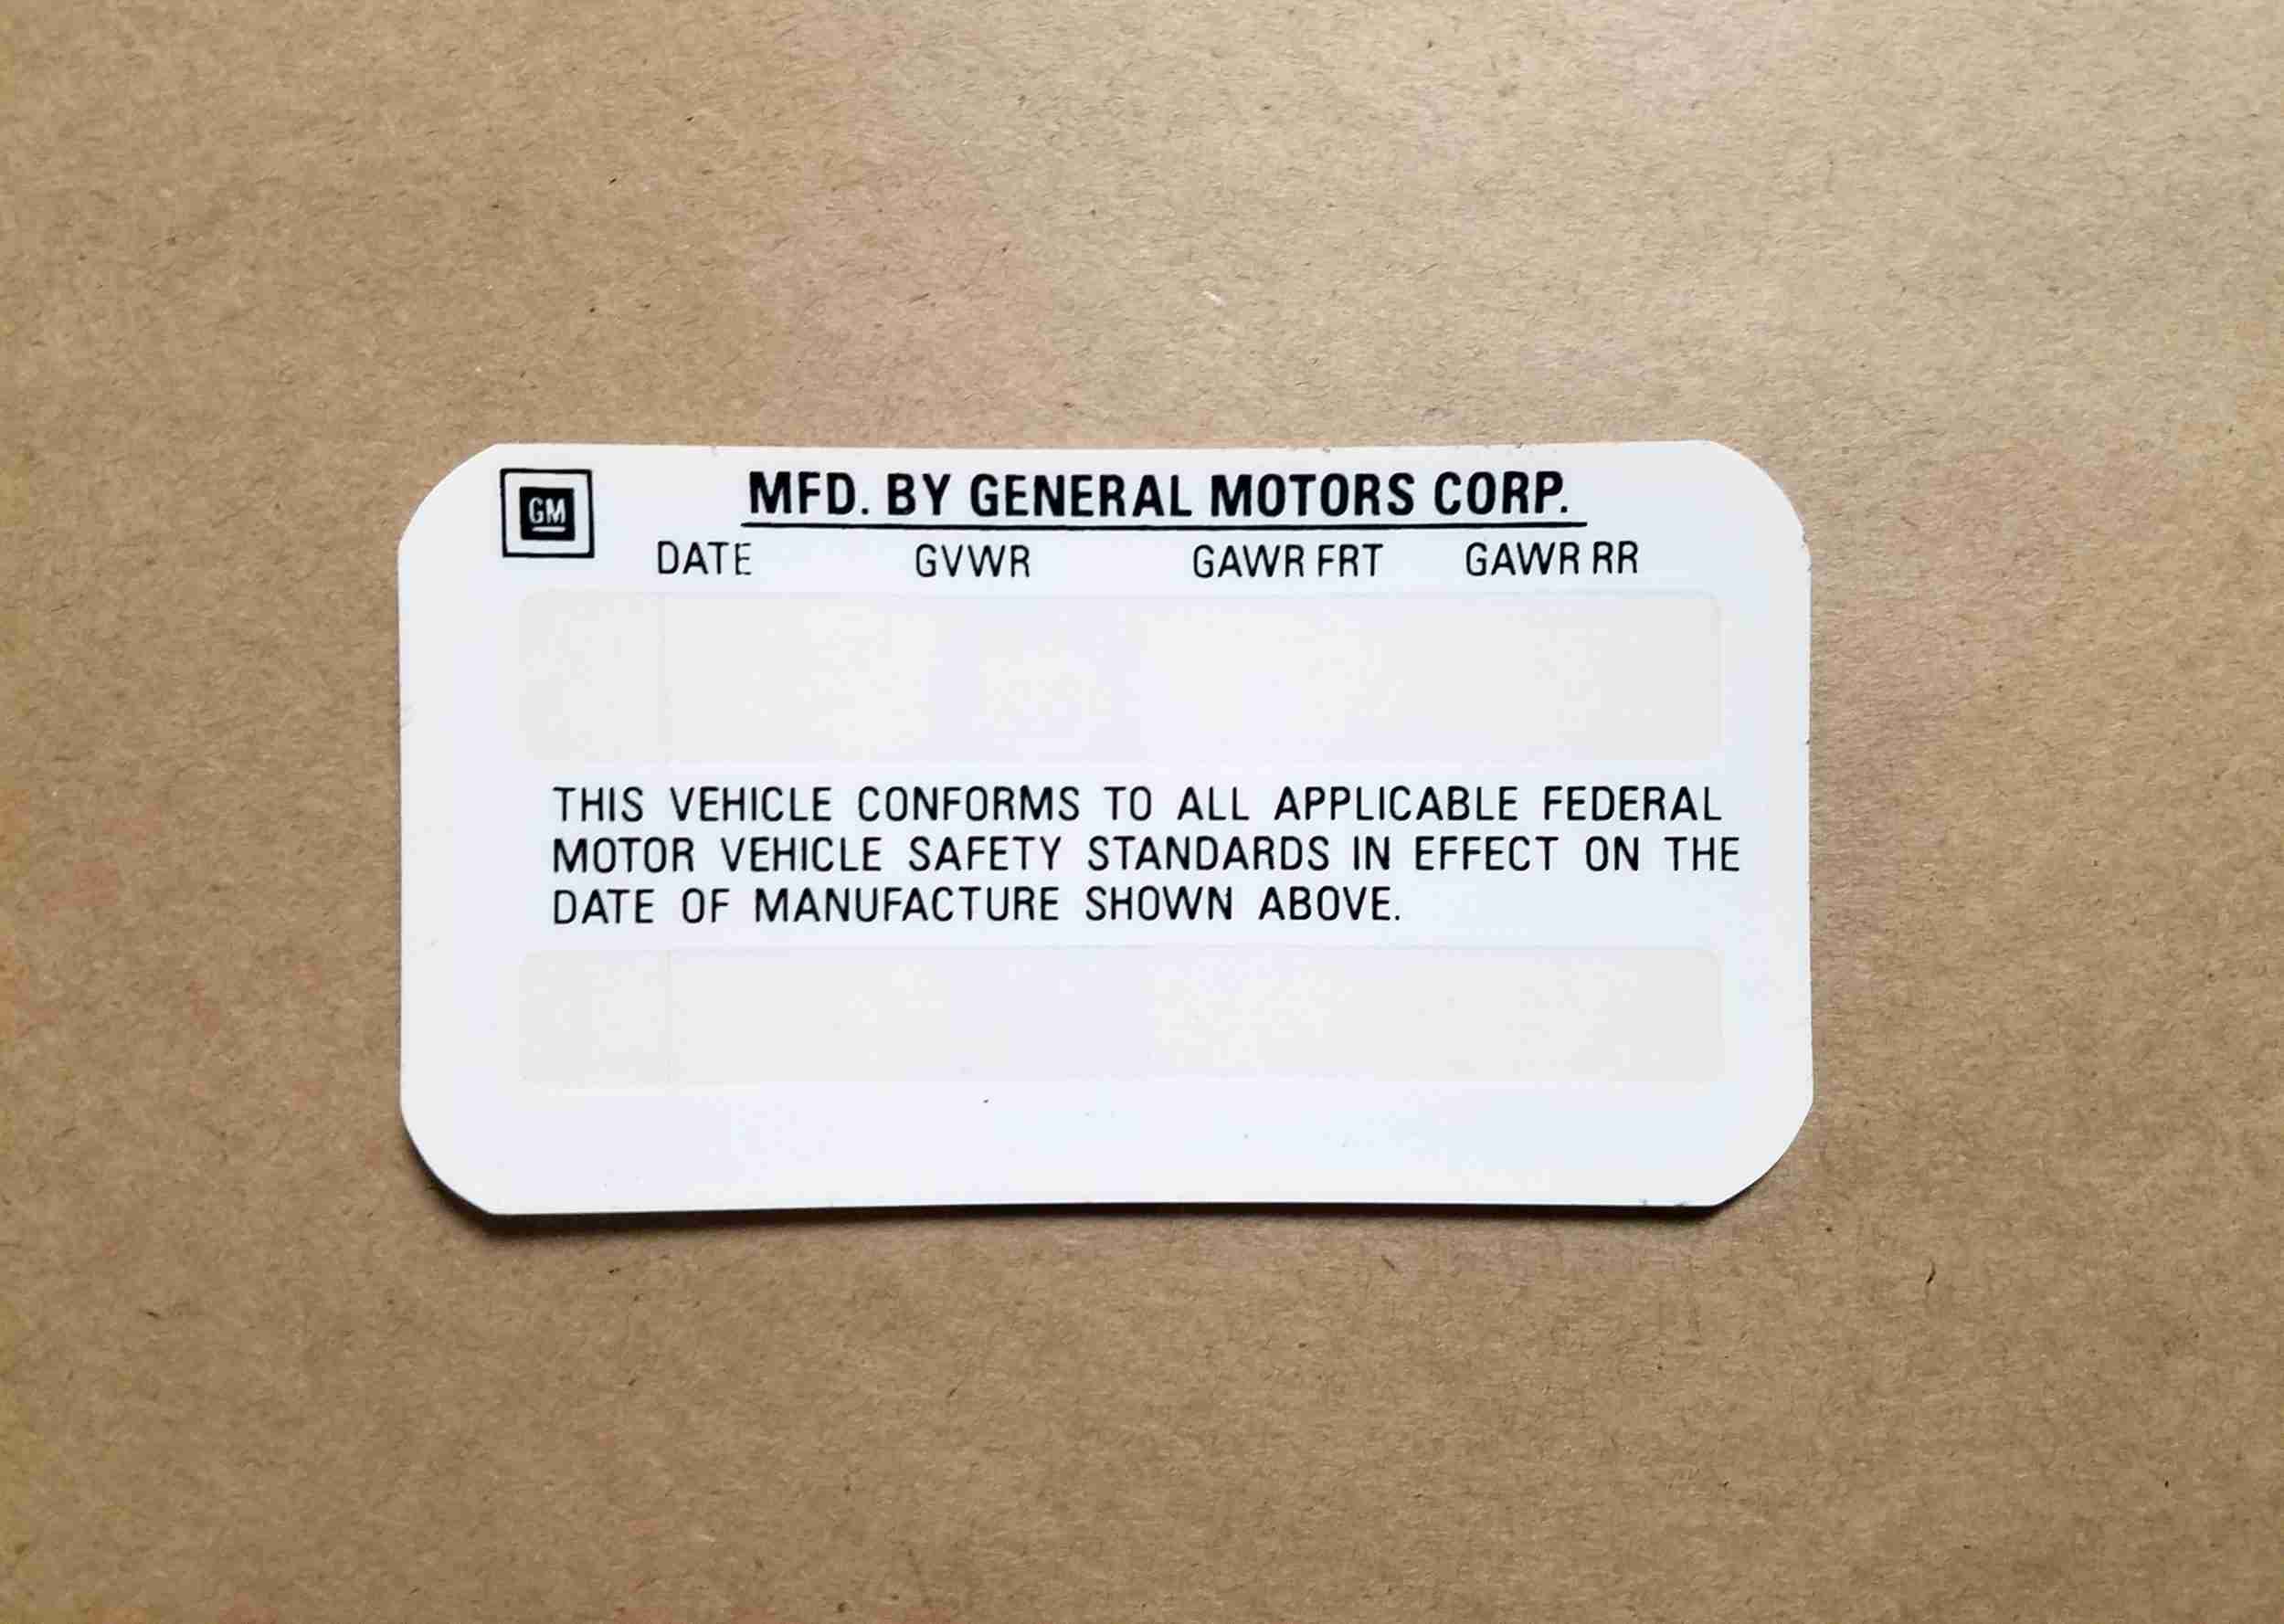 GM
MFD. BY GENERAL MOTORS CORP.
DATE GVWR GAWR FRT GAWR RR
THIS VEHICLE CONFORMS TO ALL APPLICABLE FEDERAL
MOTOR VEHICLE SAFETY STANDARDS IN EFFECT ON THE
DATE OF MANUFACTURE SHOWN ABOVE.